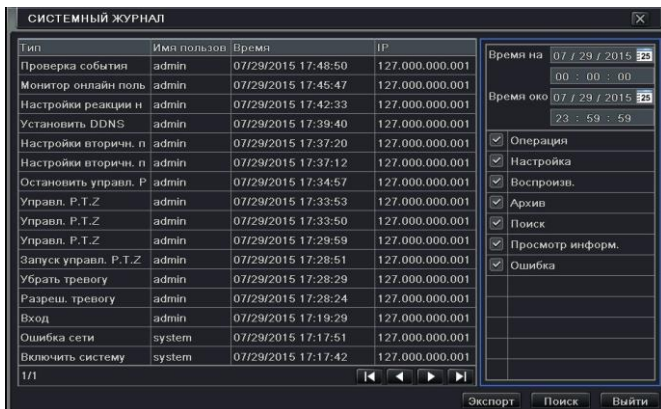 СИСТЕМНЫЙ ЖУРНАЛ
Тип Имя пользов Время IP
Проверка события admin 07/29/2015 17:48:50 127.000.000.001
Монитор онлайн поль admin 07/29/2015 17:45:47 127.000.000.001
Настройки реакции н admin 07/29/2015 17:42:33 127.000.000.001
Установить DDNS admin 07/29/2015 17:39:40 127.000.000.001
Настройки вторичн. п admin 07/29/2015 17:37:20 127.000.000.001
Настройки вторичн. п admin 07/29/2015 17:37:12 127.000.000.001
Остановить управл. P admin 07/29/2015 17:34:57 127.000.000.001
Управл. P.T.Z admin 07/29/2015 17:33:53 127.000.000.001
Управл. P.T.Z admin 07/29/2015 17:33:50 127.000.000.001
Управл. P.T.Z admin 07/29/2015 17:29:59 127.000.000.001
Запуск управл. P.T.Z admin 07/29/2015 17:28:51 127.000.000.001
Убрать тревогу admin 07/29/2015 17:28:29 127.000.000.001
Разреш. тревогу admin 07/29/2015 17:28:24 127.000.000.001
Вход admin 07/29/2015 17:19:29 127.000.000.001
Ошибка сети system 07/29/2015 17:17:51 127.000.000.001
Включить систему system 07/29/2015 17:17:42 127.000.000.001
1/1
Время на 07 / 29 / 2015 25
00 : 00 : 00
Время око 07 / 29 / 2015 25
23 : 59 : 59
Операция
Настройка
Воспроизв.
Архив
Поиск
Просмотр информ.
Ошибка
Экспорт Поиск Выйти